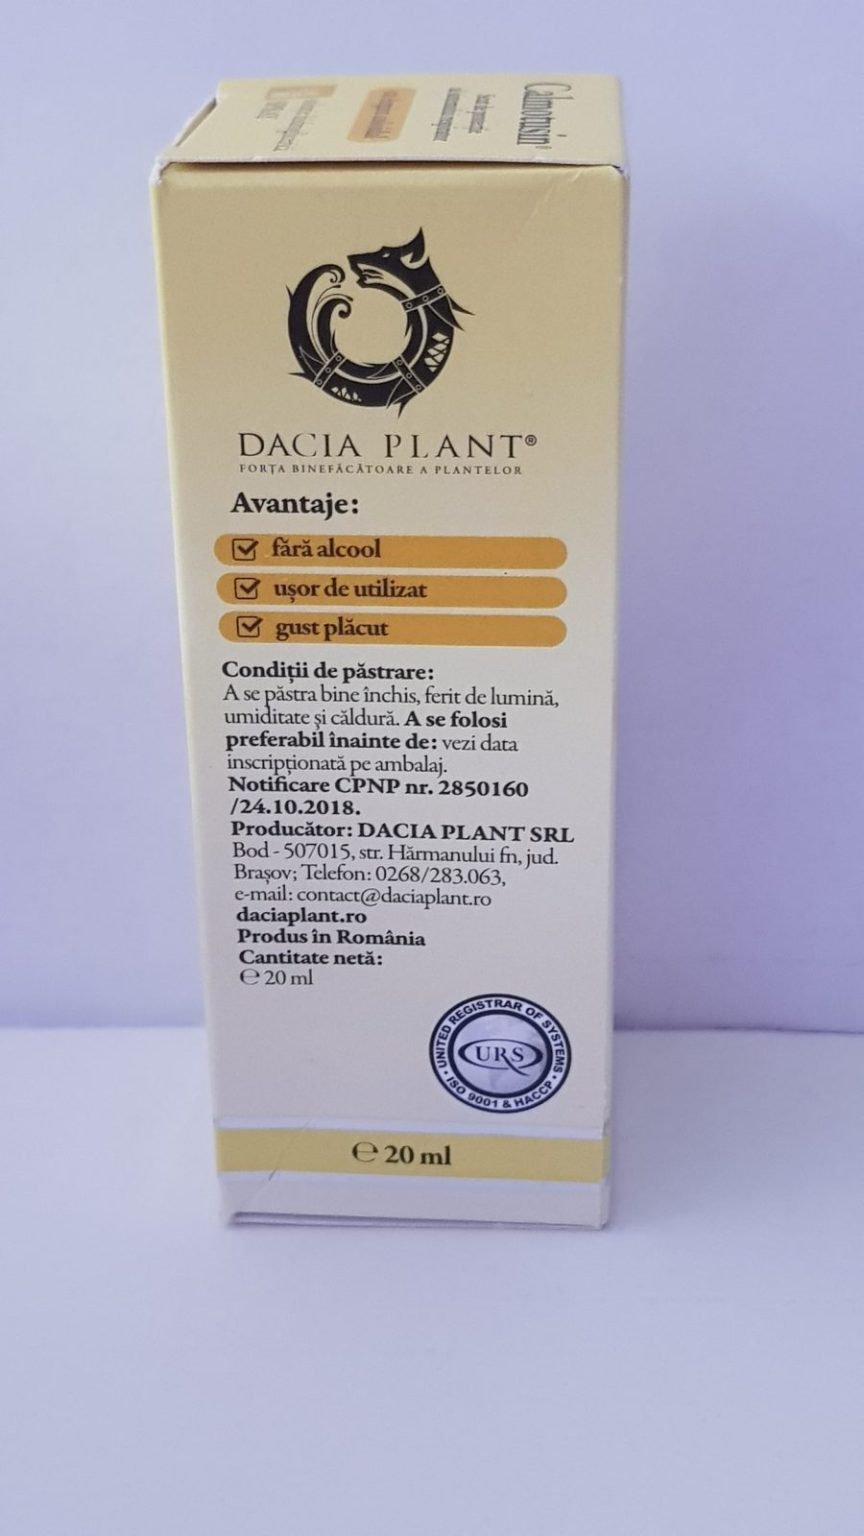 Calmotusin®
DACIA PLANT®
FORȚA BINEFĂCĂTOARE A PLANTELOR
Avantaje:
fără alcool
ușor de utilizat
gust plăcut
Condiții de păstrare:
A se păstra bine închis, ferit de lumină,
umiditate și căldură. A se folosi
preferabil înainte de: vezi data
inscripționată pe ambalaj.
Notificare CPNP nr. 2850160
/24.10.2018.
Producător: DACIA PLANT SRL
Bod - 507015, str. Hărmanului fn, jud.
Brașov; Telefon: 0268/283.063,
e-mail: contact@daciaplant.ro
daciaplant.ro
Produs în România
Cantitate netă:
℮ 20 ml
UNITED REGISTRAR OF SYSTEMS
URS
· ISO 9001 & HACCP ·
℮ 20 ml